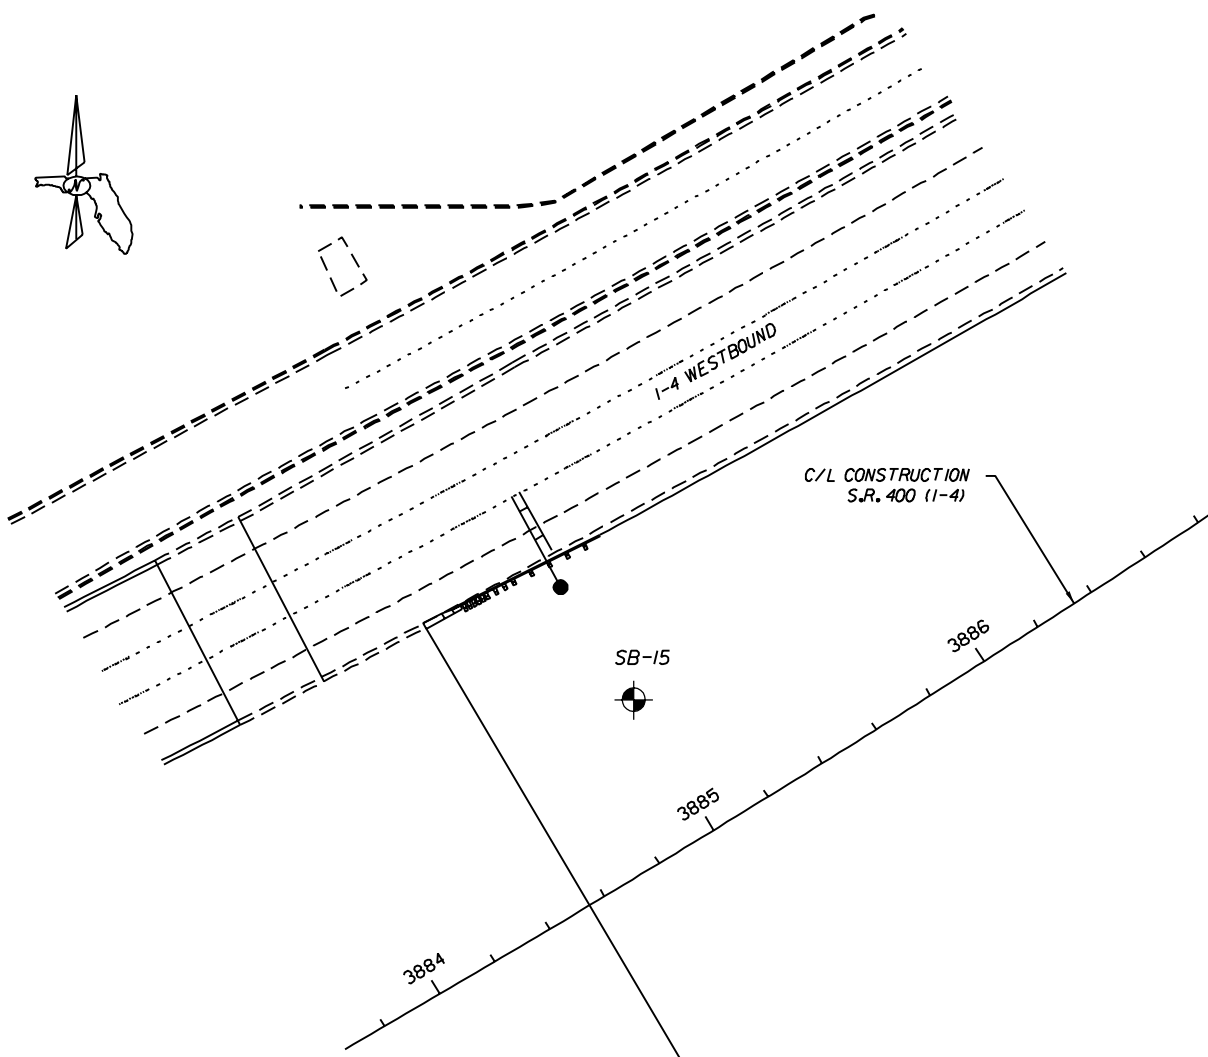 I-4 WESTBOUND
C/L CONSTRUCTION
S.R. 400 (I-4)
3886
SB-15
3885
3884
N